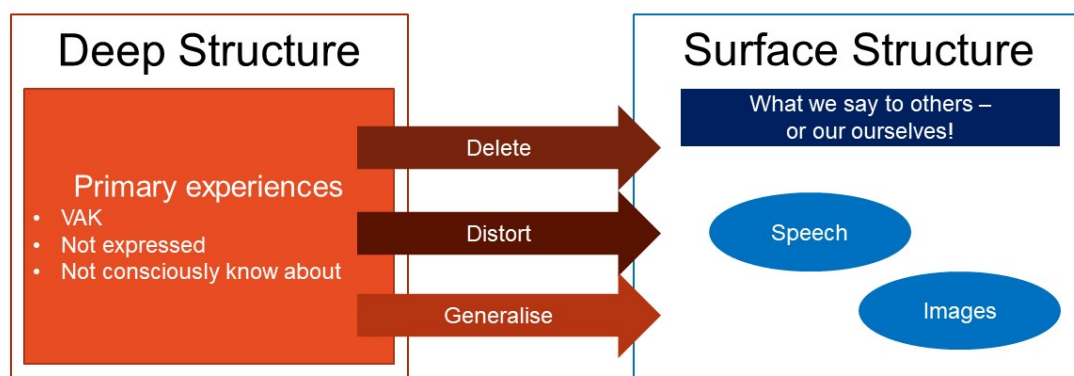 Deep Structure
Primary experiences
• VAK
• Not expressed
• Not consciously know about
Delete
Distort
Generalise
Surface Structure
What we say to others –
or our ourselves!
Speech
Images